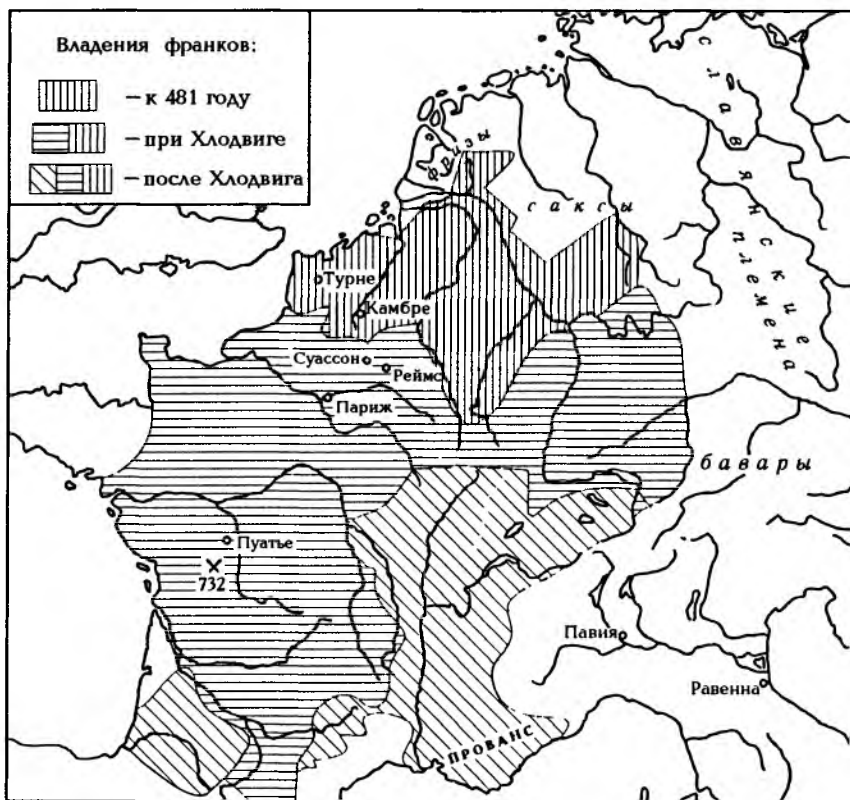 Владения франков:
– к 481 году
– при Хлодвиге
– после Хлодвига
славянские племена
фризы
саксы
Турне
Камбре
Суассон
Реймс
Париж
бавары
Пуатье
732
Павия
Равенна
ПРОВАНС